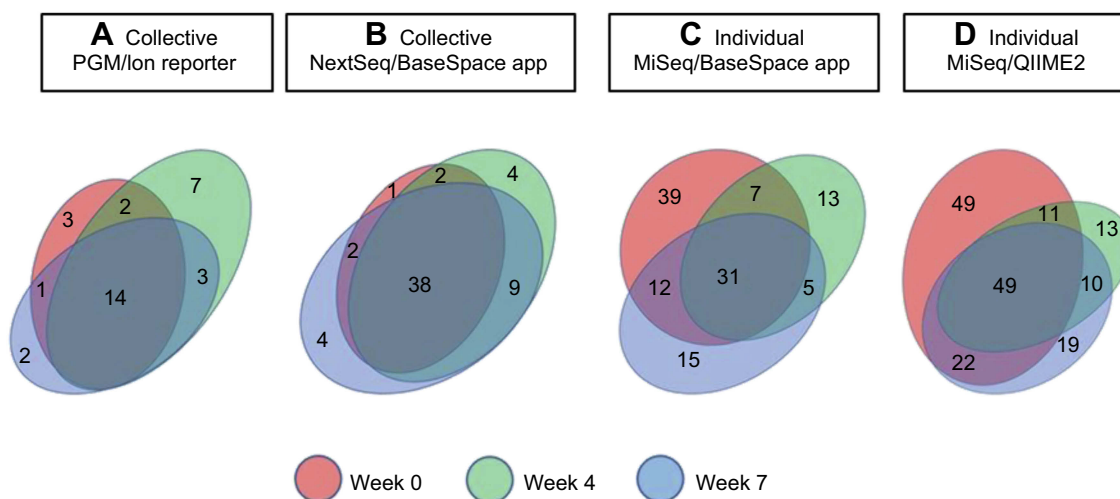 A Collective
PGM/Ion reporter
B Collective
NextSeq/BaseSpace app
C Individual
MiSeq/BaseSpace app
D Individual
MiSeq/QIIME2
3
2
7
1
14
3
2
1
2
4
2
38
9
4
39
7
13
12
31
5
15
49
11
13
49
10
22
19
Week 0
Week 4
Week 7